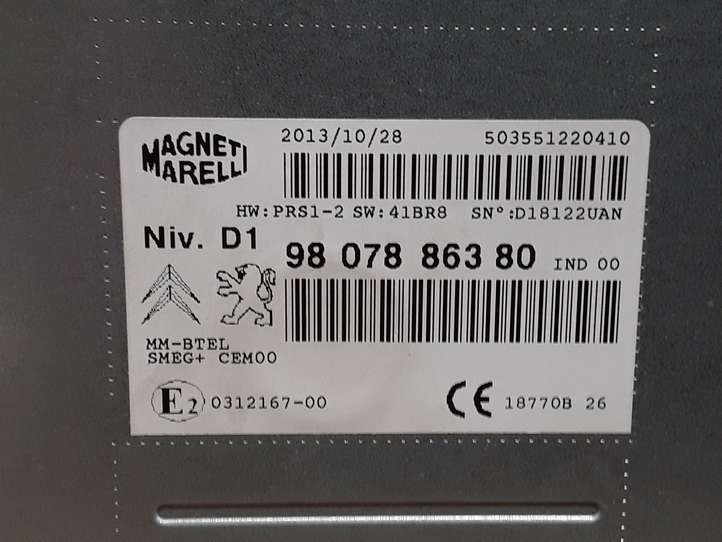 MAGNETI MARELLI
2013/10/28 503551220410
HW:PRS1-2 SW:41BR8 SN°:D18122UAN
Niv. D1
98 078 863 80 IND 00
MM-BTEL
SMEG+ CEM00
E2 0312167-00 CE 18770B 26